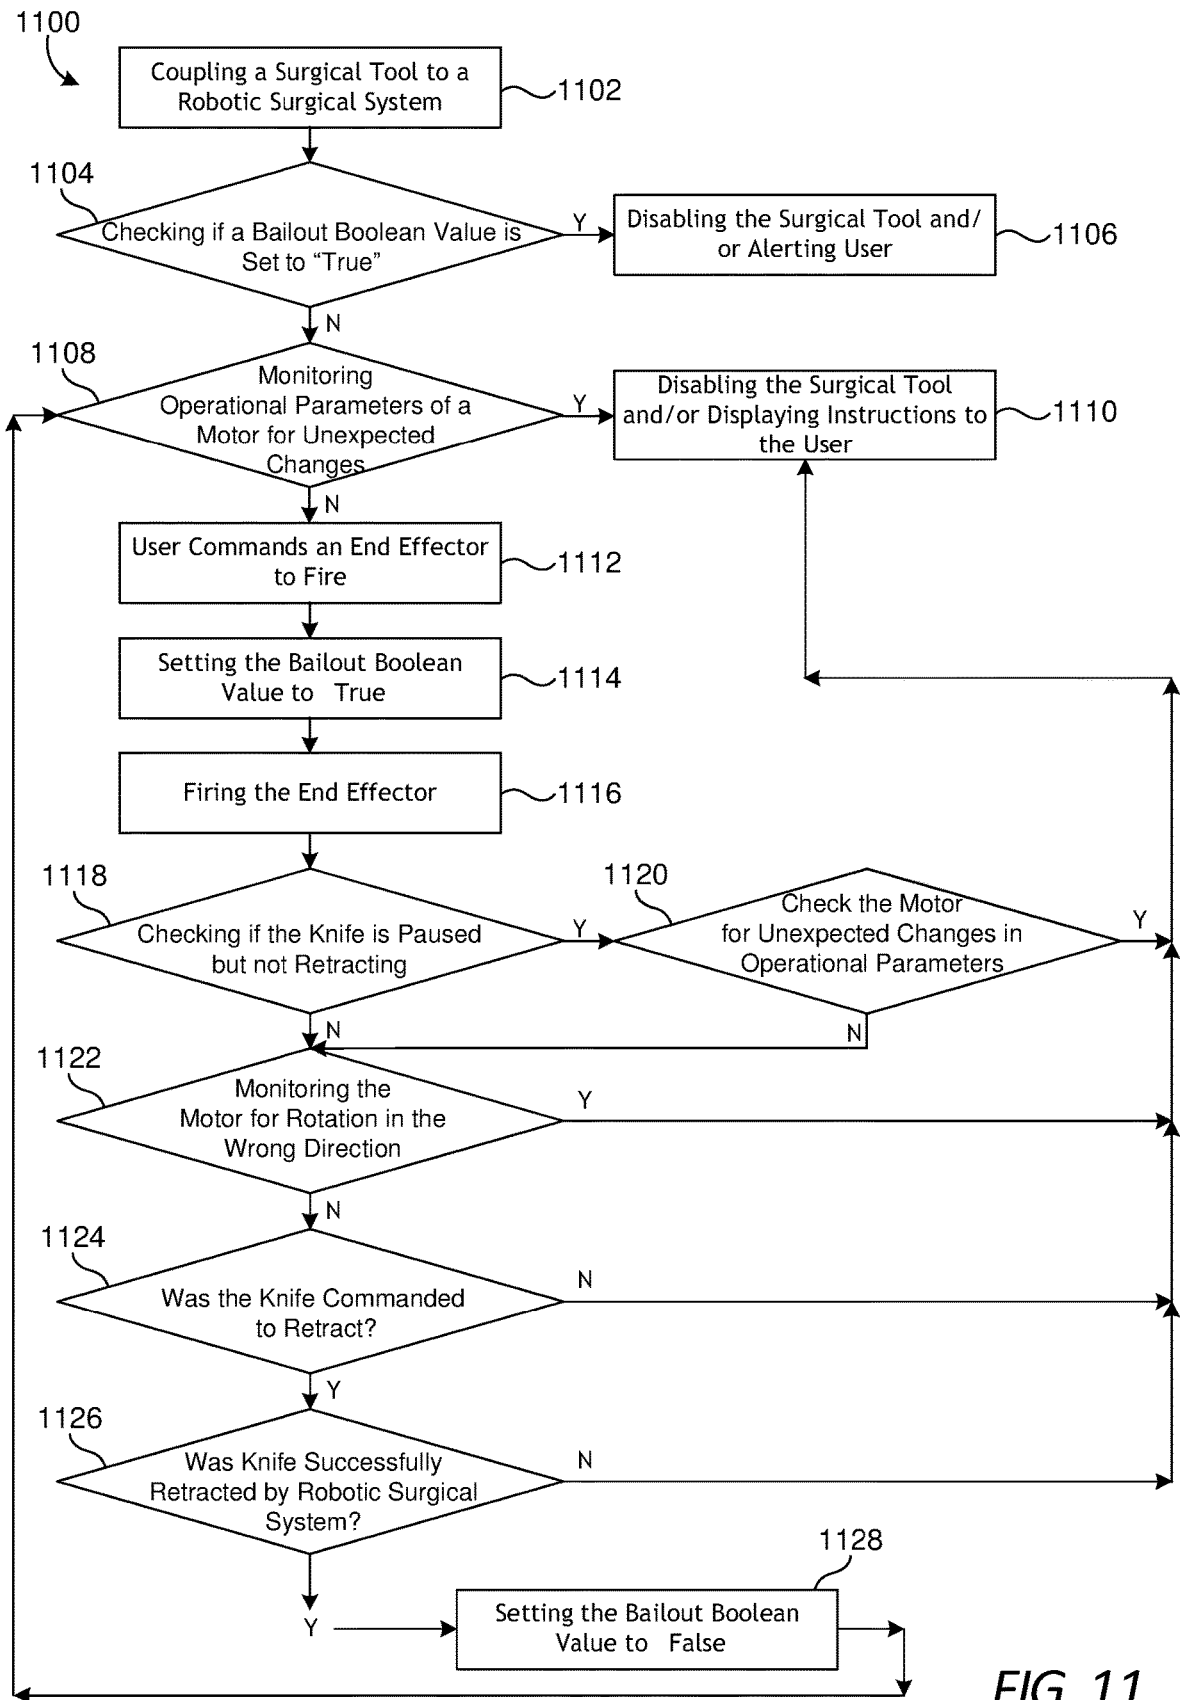 1100
Coupling a Surgical Tool to a
Robotic Surgical System
1102
1104
Checking if a Bailout Boolean Value is
Set to “True”
Y
Disabling the Surgical Tool and/
or Alerting User
1106
N
1108
Monitoring
Operational Parameters of a
Motor for Unexpected
Changes
Y
Disabling the Surgical Tool
and/or Displaying Instructions to
the User
1110
N
User Commands an End Effector
to Fire
1112
Setting the Bailout Boolean
Value to True
1114
Firing the End Effector
1116
1118
Checking if the Knife is Paused
but not Retracting
Y
1120
Check the Motor
for Unexpected Changes in
Operational Parameters
Y
N
N
1122
Monitoring the
Motor for Rotation in the
Wrong Direction
Y
N
1124
Was the Knife Commanded
to Retract?
N
Y
1126
Was Knife Successfully
Retracted by Robotic Surgical
System?
N
Y
1128
Setting the Bailout Boolean
Value to False
FIG. 11